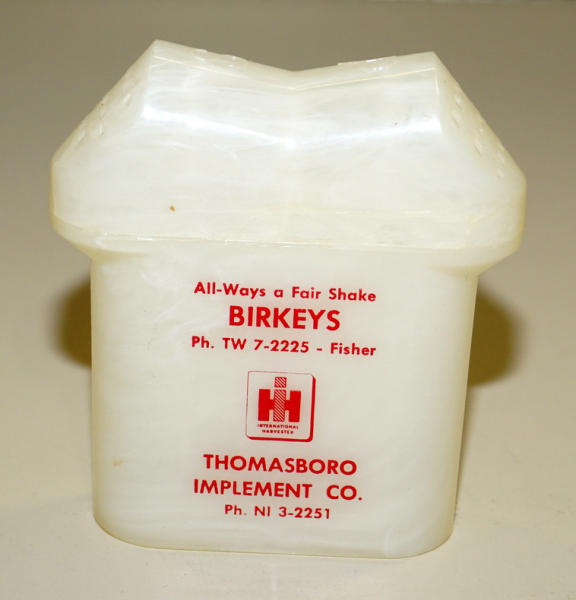 All-Ways a Fair Shake
BIRKEYS
Ph. TW 7-2225 - Fisher
IH
INTERNATIONAL
HARVESTER
THOMASBORO
IMPLEMENT CO.
Ph. NI 3-2251